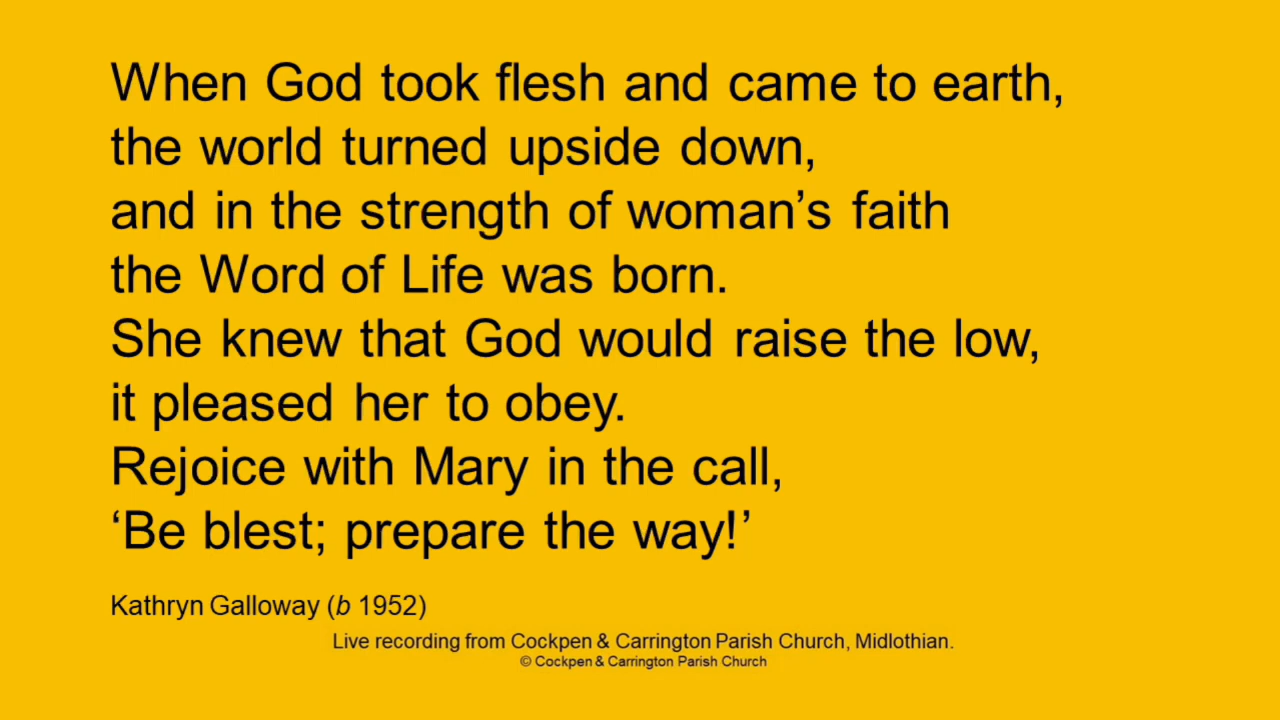 When God took flesh and came to earth,
the world turned upside down,
and in the strength of woman’s faith
the Word of Life was born.
She knew that God would raise the low,
it pleased her to obey.
Rejoice with Mary in the call,
‘Be blest; prepare the way!’
Kathryn Galloway (b 1952)
Live recording from Cockpen & Carrington Parish Church, Midlothian.
© Cockpen & Carrington Parish Church